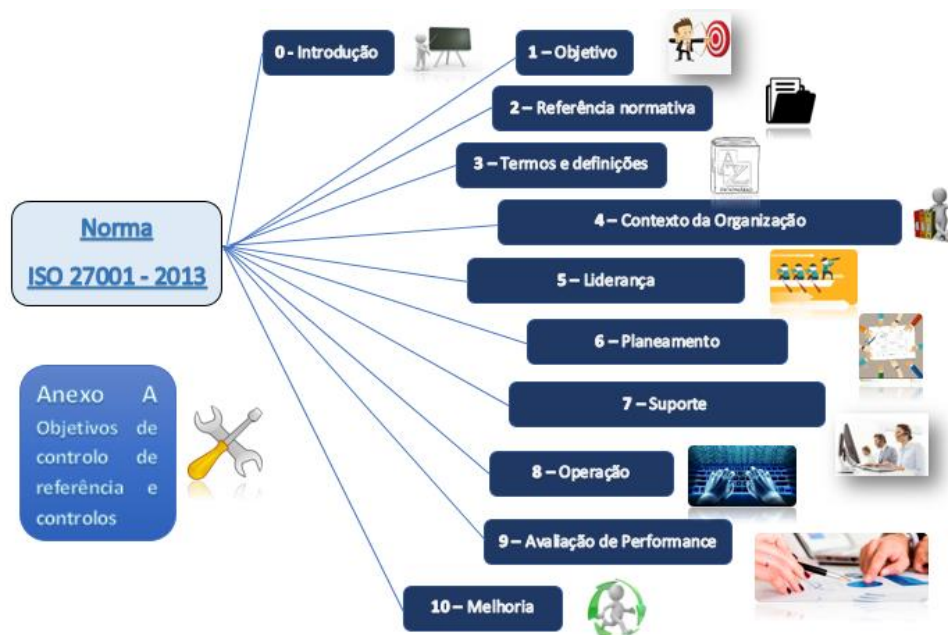 0 - Introdução
1 – Objetivo
2 – Referência normativa
3 – Termos e definições
4 – Contexto da Organização
Norma
ISO 27001 - 2013
5 – Liderança
6 – Planeamento
Anexo A
Objetivos de
controlo de
referência e
controlos
7 – Suporte
8 – Operação
9 – Avaliação de Performance
10 – Melhoria